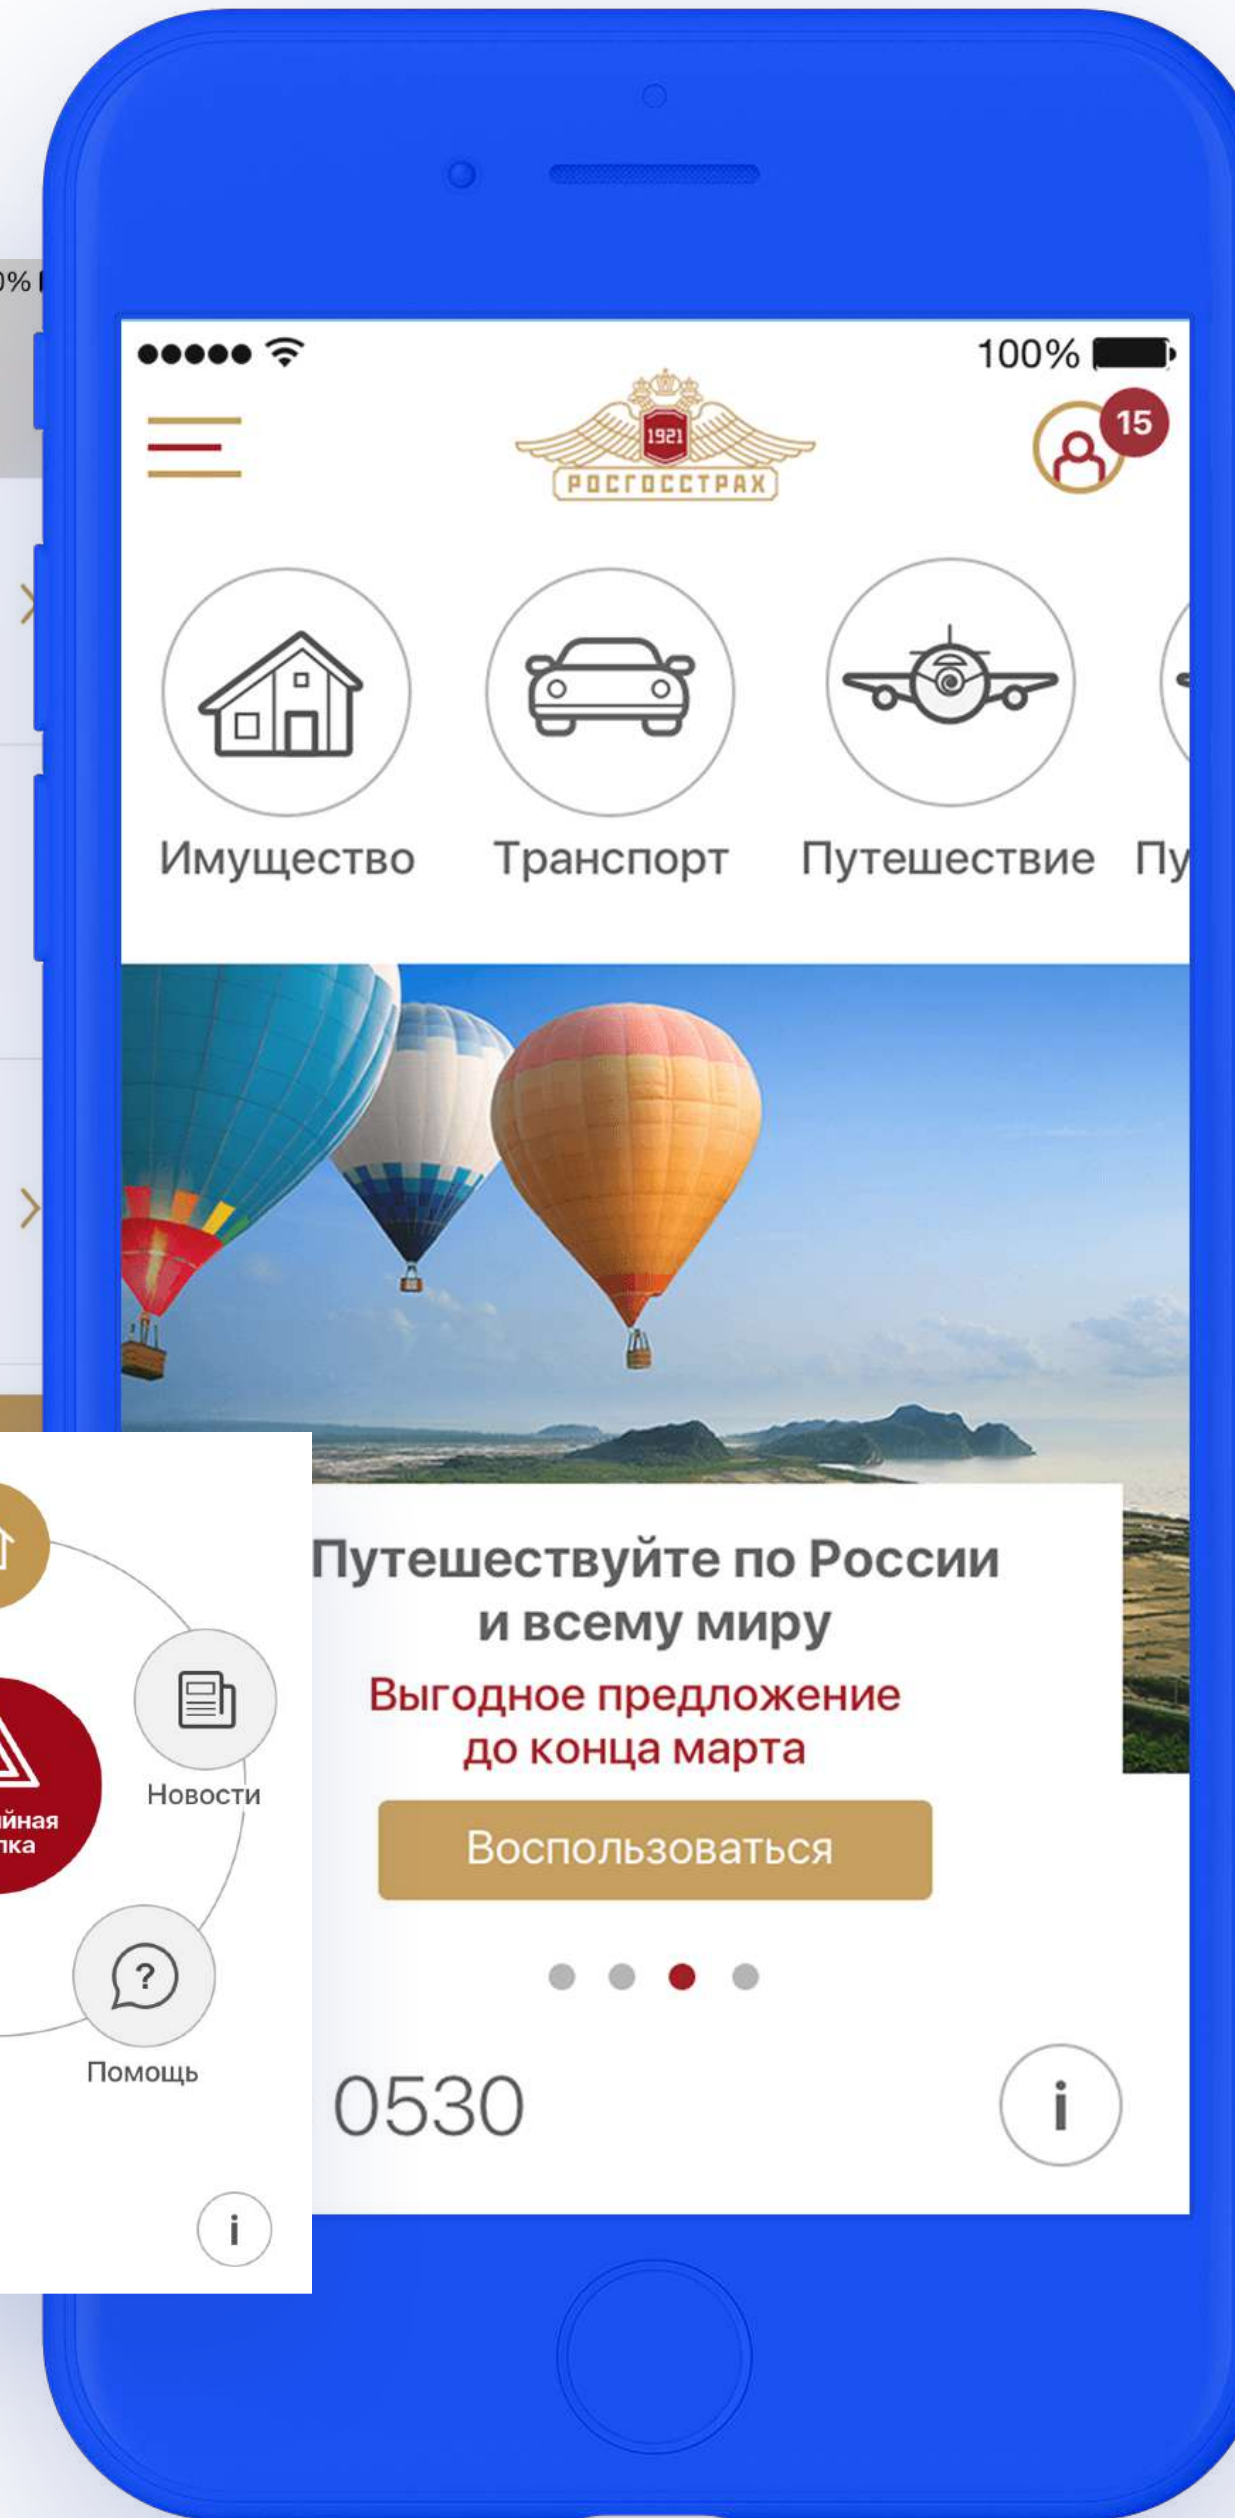 100%
15
1921
РОСГОССТРАХ
Имущество
Транспорт
Путешествие
Путешествуйте по России
и всему миру
Выгодное предложение
до конца марта
Воспользоваться
Новости
?
Помощь
0530
i
i